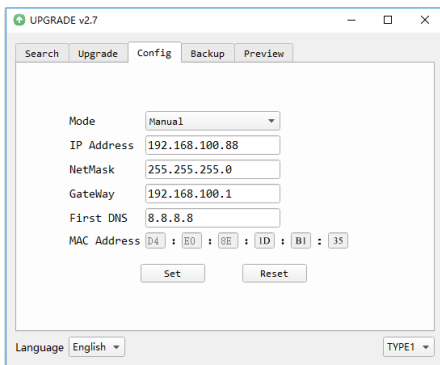 UPGRADE v2.7
Search Upgrade Config Backup Preview
Mode Manual
IP Address 192.168.100.88
NetMask 255.255.255.0
GateWay 192.168.100.1
First DNS 8.8.8.8
MAC Address D4 : E0 : 8E : 1D : B1 : 35
Set Reset
Language English TYPE1